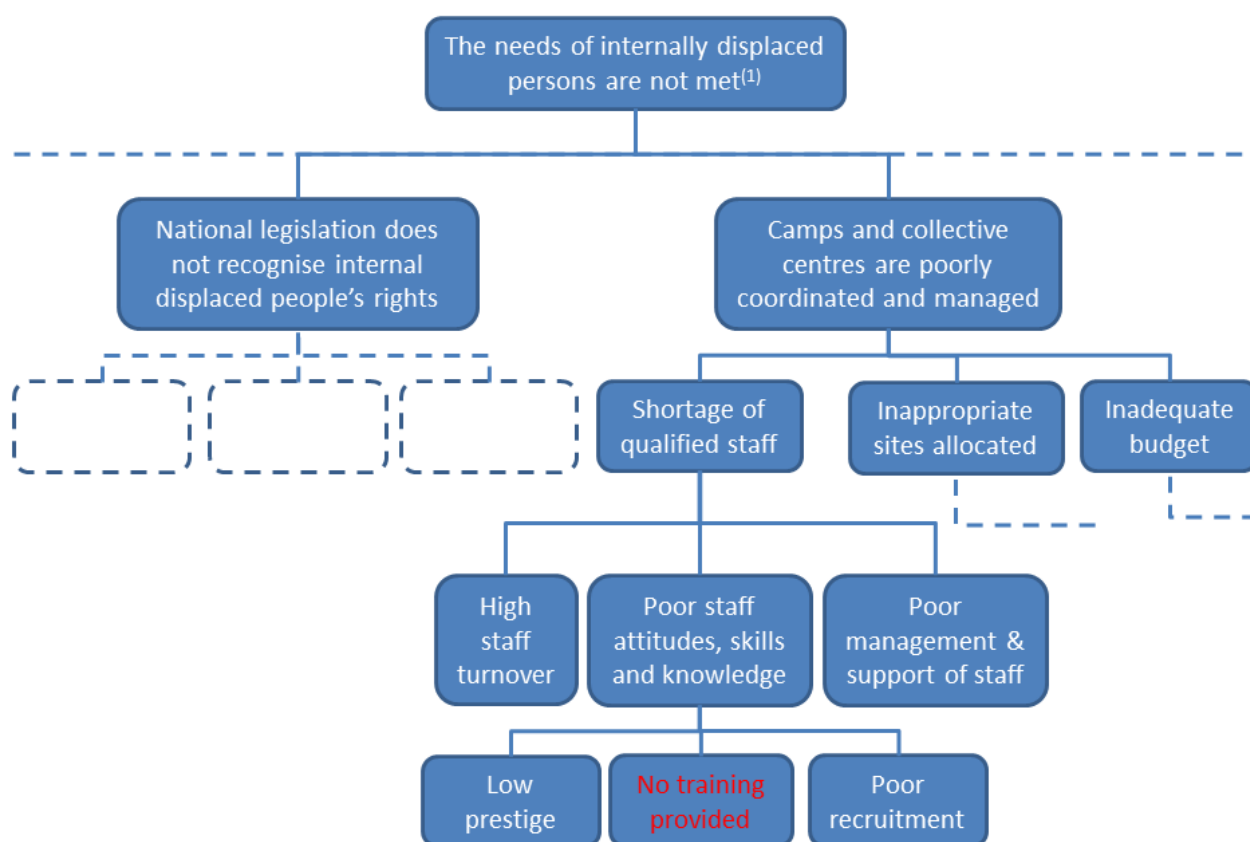 The needs of internally displaced
persons are not met(1)
National legislation does
not recognise internal
displaced people's rights
Camps and collective
centres are poorly
coordinated and managed
Shortage of
qualified staff
Inappropriate
sites allocated
Inadequate
budget
High
staff
turnover
Poor staff
attitudes, skills
and knowledge
Poor
management &
support of staff
Low
prestige
No training
provided
Poor
recruitment